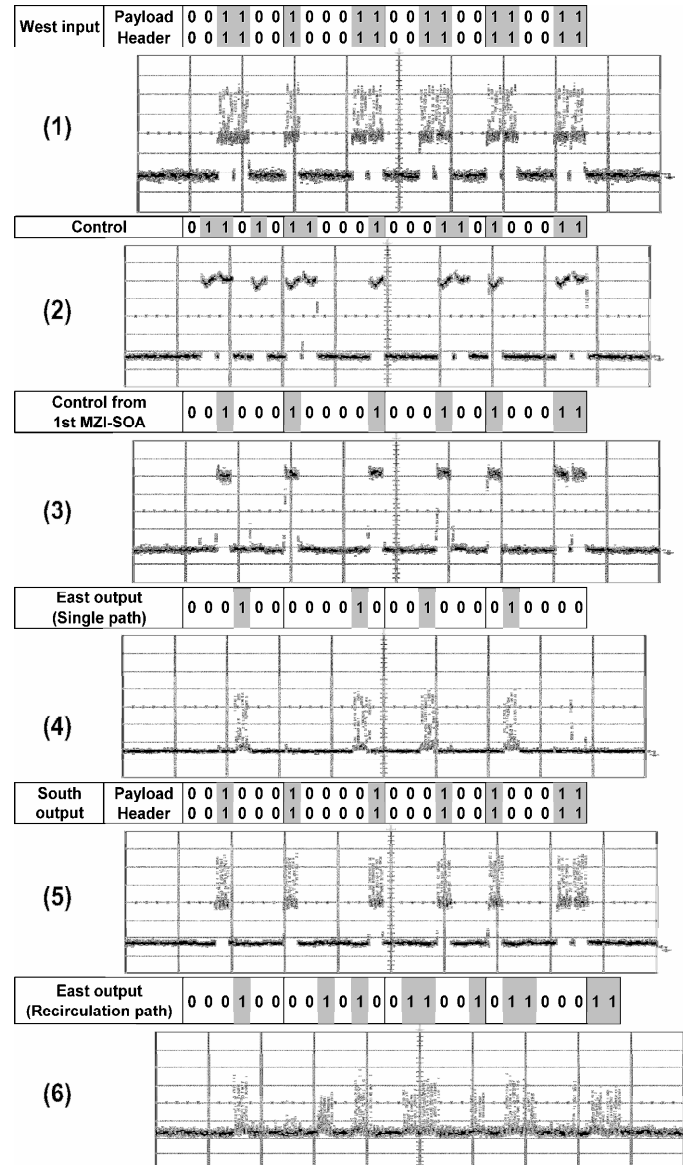 West input Payload 0 0 1 1 0 0 1 0 0 0 1 1 0 0 1 1 0 0 1 1 0 0 1 1
Header 0 0 1 1 0 0 1 0 0 0 1 1 0 0 1 1 0 0 1 1 0 0 1 1
(1)
Control 0 1 1 0 1 0 1 1 0 0 0 1 0 0 0 1 1 0 1 0 0 0 1 1
(2)
Control from
1st MZI-SOA 0 0 1 0 0 0 1 0 0 0 0 1 0 0 0 1 0 0 1 0 0 0 1 1
(3)
East output
(Single path) 0 0 0 1 0 0 0 0 0 0 1 0 0 0 1 0 0 0 0 1 0 0 0 0
(4)
South output Payload 0 0 1 0 0 0 1 0 0 0 0 1 0 0 0 1 0 0 1 0 0 0 1 1
Header 0 0 1 0 0 0 1 0 0 0 0 1 0 0 0 1 0 0 1 0 0 0 1 1
(5)
East output
(Recirculation path) 0 0 0 1 0 0 0 0 1 0 1 0 0 1 1 0 0 1 0 1 1 0 0 0 1 1
(6)